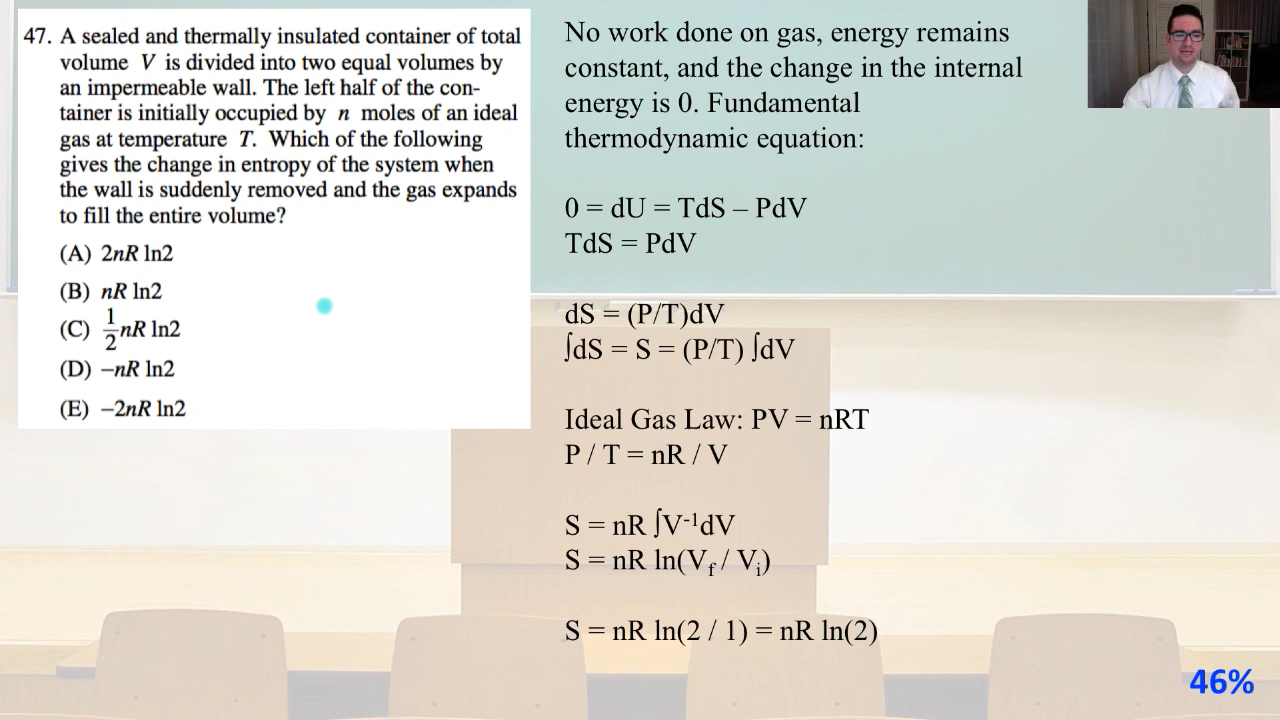 47. A sealed and thermally insulated container of total
volume V is divided into two equal volumes by
an impermeable wall. The left half of the con-
tainer is initially occupied by n moles of an ideal
gas at temperature T. Which of the following
gives the change in entropy of the system when
the wall is suddenly removed and the gas expands
to fill the entire volume?
(A) 2nR ln2
(B) nR ln2
(C) 1/2 nR ln2
(D) −nR ln2
(E) −2nR ln2
No work done on gas, energy remains
constant, and the change in the internal
energy is 0. Fundamental
thermodynamic equation:
0 = dU = TdS – PdV
TdS = PdV
dS = (P/T)dV
∫dS = S = (P/T) ∫dV
Ideal Gas Law: PV = nRT
P / T = nR / V
S = nR ∫V⁻¹dV
S = nR ln(V_f / V_i)
S = nR ln(2 / 1) = nR ln(2)
46%